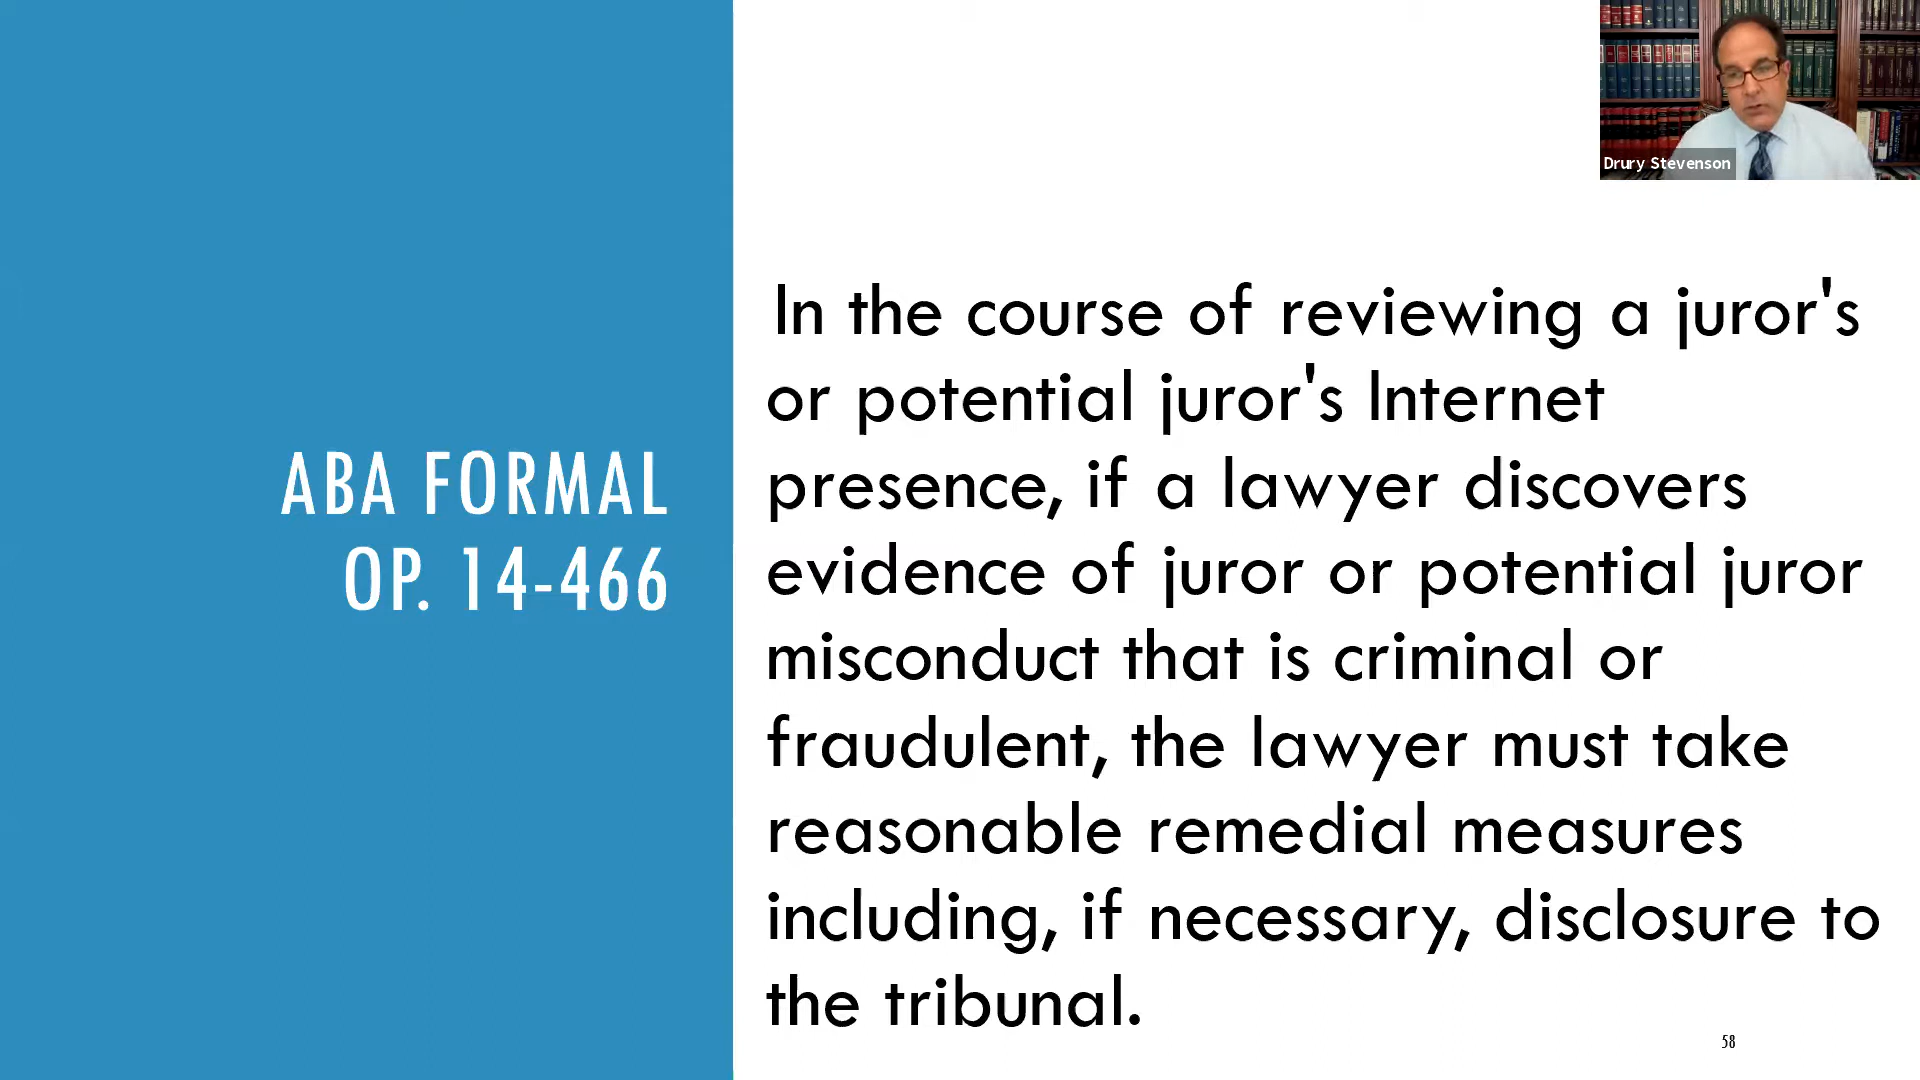 ABA FORMAL
OP. 14-466
In the course of reviewing a juror's
or potential juror's Internet
presence, if a lawyer discovers
evidence of juror or potential juror
misconduct that is criminal or
fraudulent, the lawyer must take
reasonable remedial measures
including, if necessary, disclosure to
the tribunal.
58
Drury Stevenson